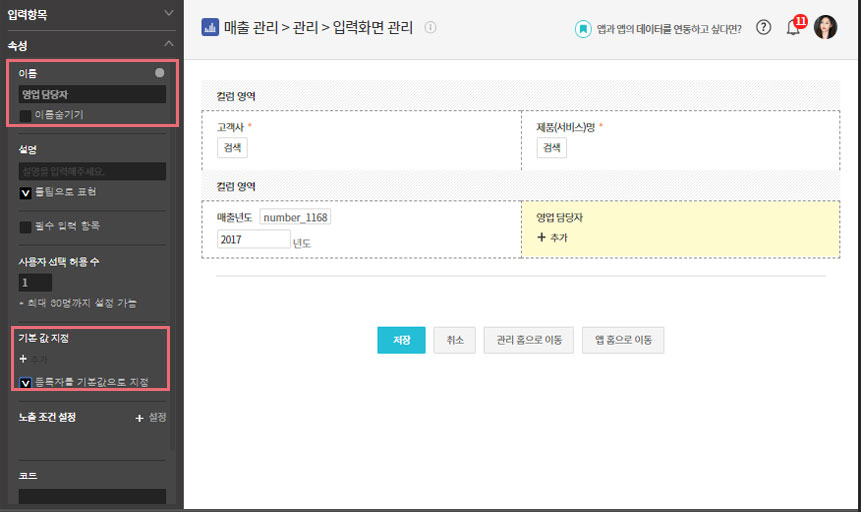 입력항목
속성
이름
영업 담당자
이름숨기기
설명
설명을 입력해주세요.
툴팁으로 표현
필수 입력 항목
사용자 선택 허용 수
1
* 최대 80명까지 설정 가능
기본 값 지정
+ 추가
등록자를 기본값으로 지정
노출 조건 설정 + 설정
코드
매출 관리 > 관리 > 입력화면 관리
앱과 앱의 데이터를 연동하고 싶다면?
11
컬럼 영역
고객사 *
검색
제품(서비스)명 *
검색
컬럼 영역
매출년도 number_1168
2017 년도
영업 담당자
+ 추가
저장 취소 관리 홈으로 이동 앱 홈으로 이동